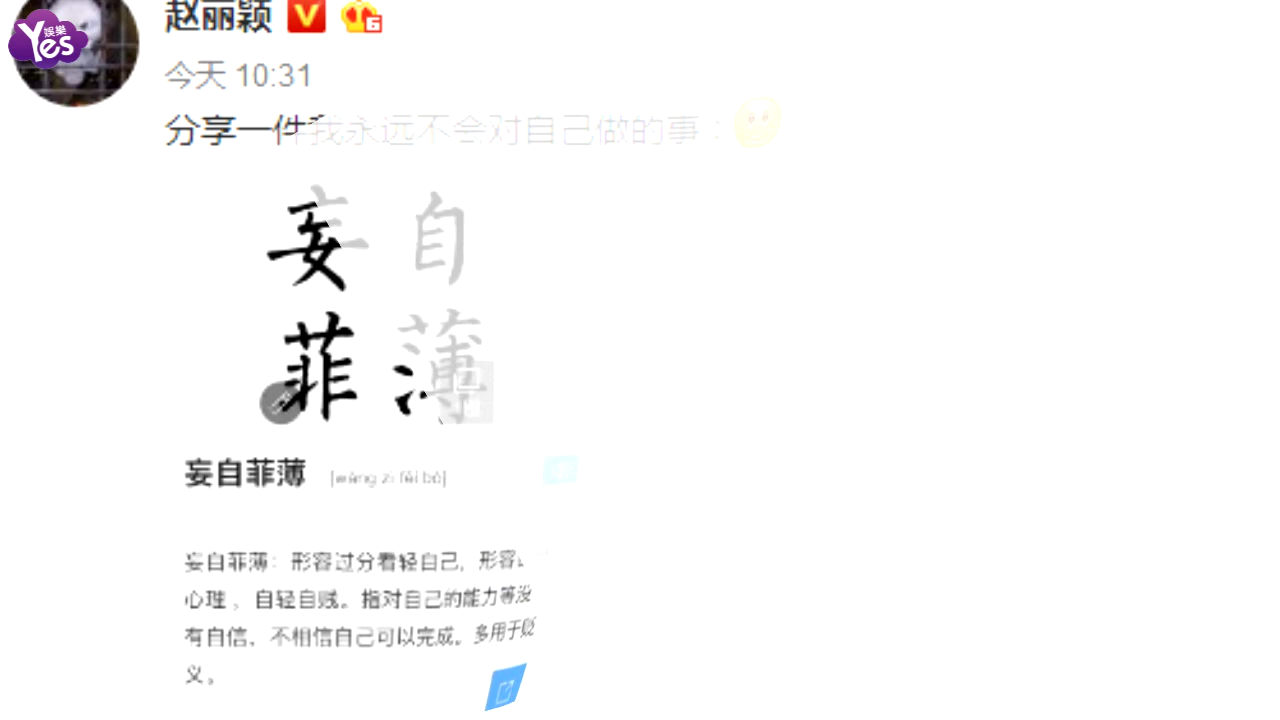 Yes 娱樂
赵丽颖 V 6
今天 10:31
分享一件我永远不会对自己做的事：
妄自
菲薄
妄自菲薄 [wàng zì fěi bó]
妄自菲薄：形容过分看轻自己，形容
心理，自轻自贱。指对自己的能力等没
有自信，不相信自己可以完成。多用于贬
义。